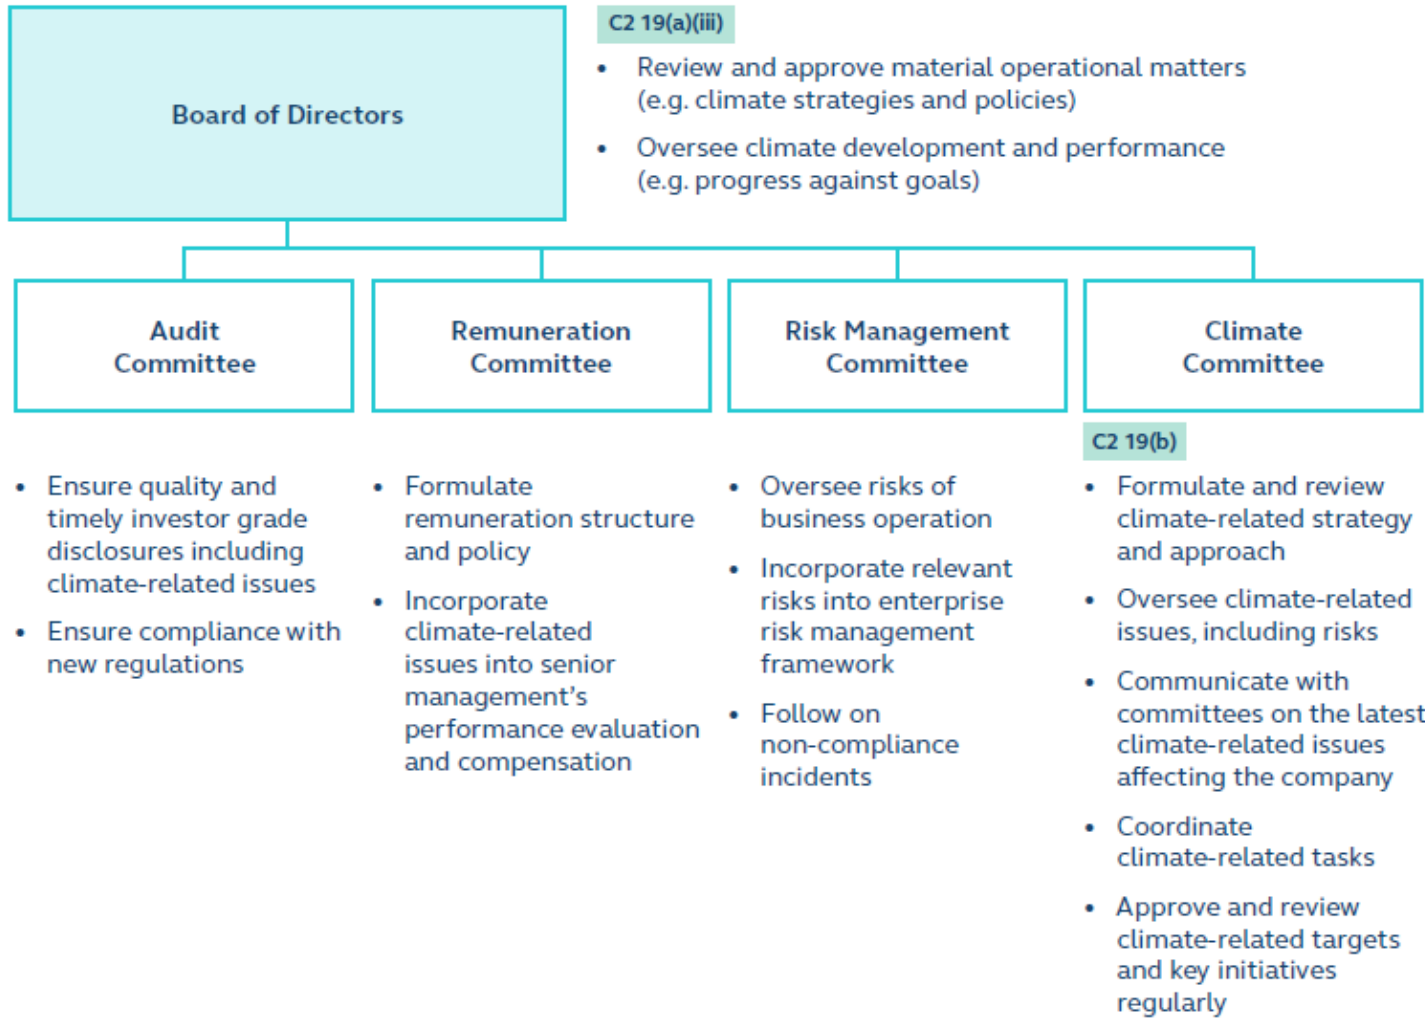 Board of Directors
C2 19(a)(iii)
• Review and approve material operational matters
(e.g. climate strategies and policies)
• Oversee climate development and performance
(e.g. progress against goals)
Audit
Committee
• Ensure quality and
timely investor grade
disclosures including
climate-related issues
• Ensure compliance with
new regulations
Remuneration
Committee
• Formulate
remuneration structure
and policy
• Incorporate
climate-related
issues into senior
management’s
performance evaluation
and compensation
Risk Management
Committee
• Oversee risks of
business operation
• Incorporate relevant
risks into enterprise
risk management
framework
• Follow on
non-compliance
incidents
Climate
Committee
C2 19(b)
• Formulate and review
climate-related strategy
and approach
• Oversee climate-related
issues, including risks
• Communicate with
committees on the latest
climate-related issues
affecting the company
• Coordinate
climate-related tasks
• Approve and review
climate-related targets
and key initiatives
regularly